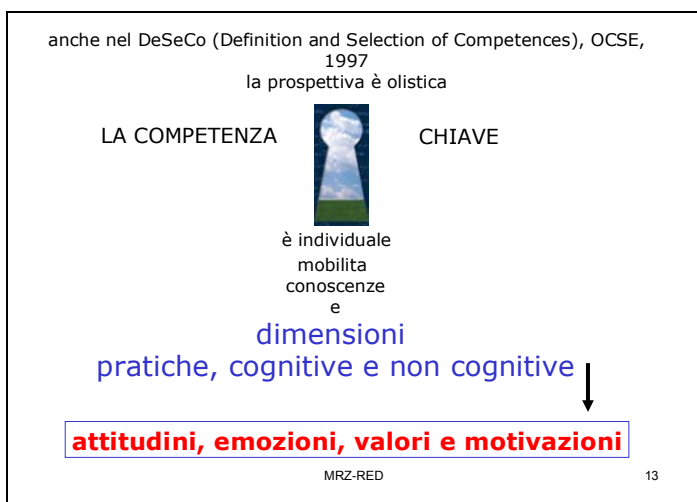 anche nel DeSeCo (Definition and Selection of Competences), OCSE,
1997
la prospettiva è olistica
LA COMPETENZA CHIAVE
è individuale
mobilita
conoscenze
e
dimensioni
pratiche, cognitive e non cognitive
attitudini, emozioni, valori e motivazioni
MRZ-RED 13